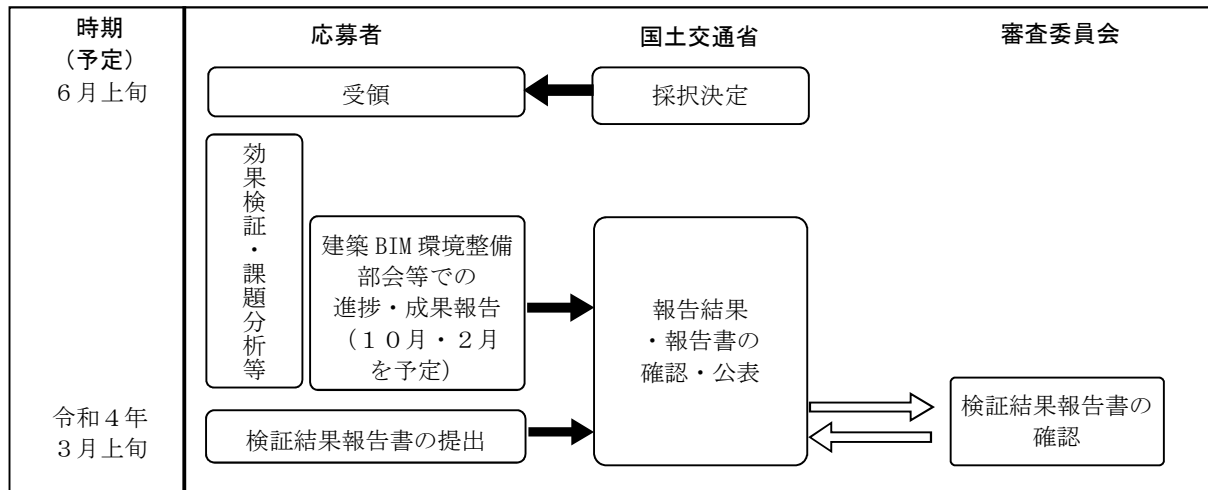 時期
（予定）
応募者
国土交通省
審査委員会
６月上旬
受領
採択決定
効果検証・課題分析等
建築 BIM 環境整備
部会等での
進捗・成果報告
（１０月・２月
を予定）
報告結果
・報告書の
確認・公表
令和４年
３月上旬
検証結果報告書の提出
検証結果報告書の
確認